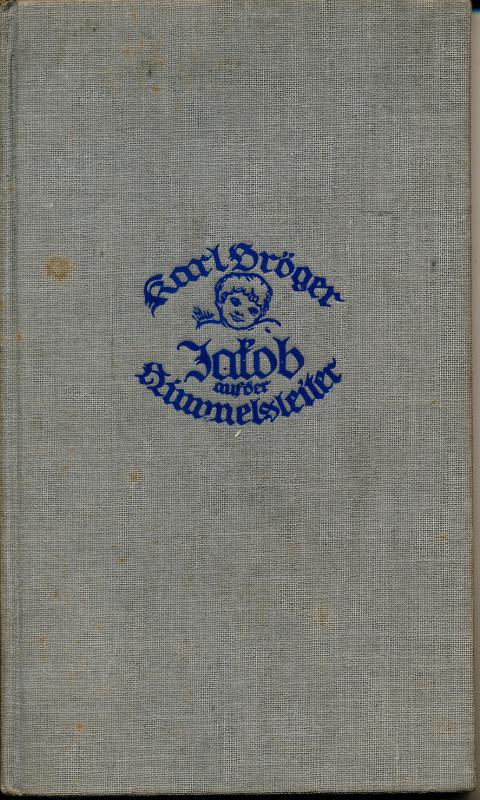 Karl Bröger
Jakob
auf der
Himmelsleiter